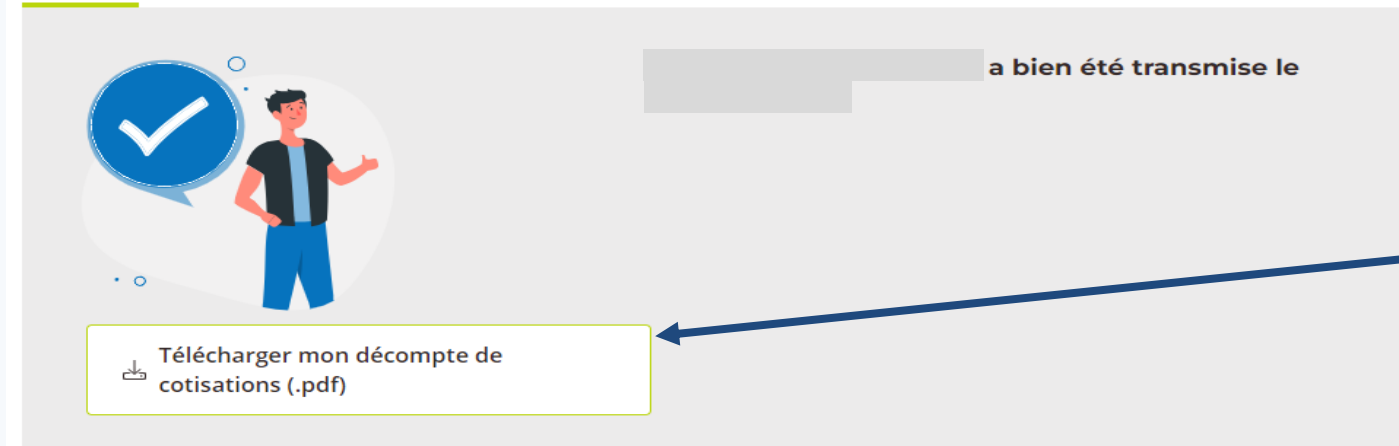 a bien été transmise le
Télécharger mon décompte de
cotisations (.pdf)